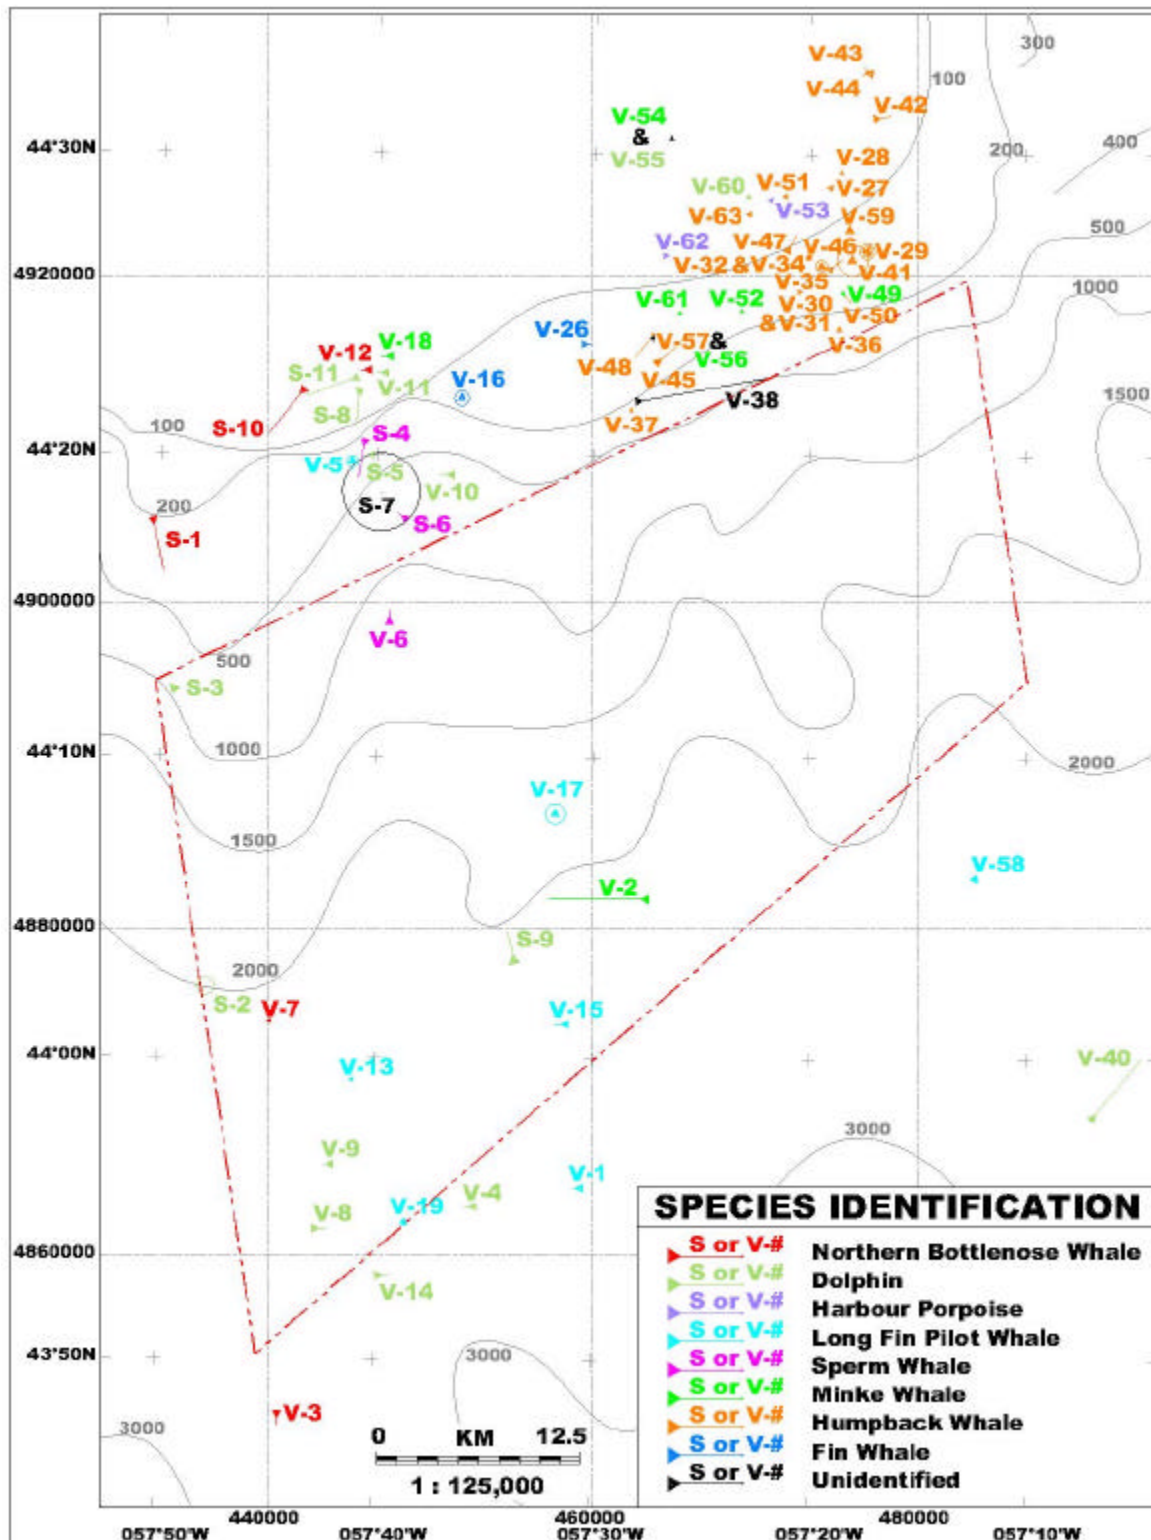 300
V-43
100
V-44
V-42
V-54
&
44°30N
V-55
V-28
200
400
V-60
V-51
V-27
V-53
V-63
V-59
500
V-62
V-47
V-46
V-29
V-32 & V-34
4920000
V-41
V-35
1000
V-61
V-52
V-30
V-49
V-50
V-26
&V-31
V-18
V-57
&
V-36
V-12
V-56
S-11
V-11
V-16
V-48
V-45
1500
S-8
V-38
S-10
V-37
100
S-4
44°20N
V-5
S-5
V-10
200
S-7
S-6
S-1
4900000
V-6
500
S-3
44°10N
1000
2000
V-17
1500
V-58
V-2
4880000
S-9
2000
S-2
V-7
V-15
44°00N
V-13
V-40
3000
V-9
V-1
V-4
V-8
V-19
4860000
V-14
43°50N
3000
V-3
3000
0 KM 12.5
1 : 125,000
SPECIES IDENTIFICATION
S or V-# Northern Bottlenose Whale
S or V-# Dolphin
S or V-# Harbour Porpoise
S or V-# Long Fin Pilot Whale
S or V-# Sperm Whale
S or V-# Minke Whale
S or V-# Humpback Whale
S or V-# Fin Whale
S or V-# Unidentified
440000 460000 480000
057°50'W 057°40'W 057°30'W 057°20'W 057°10'W